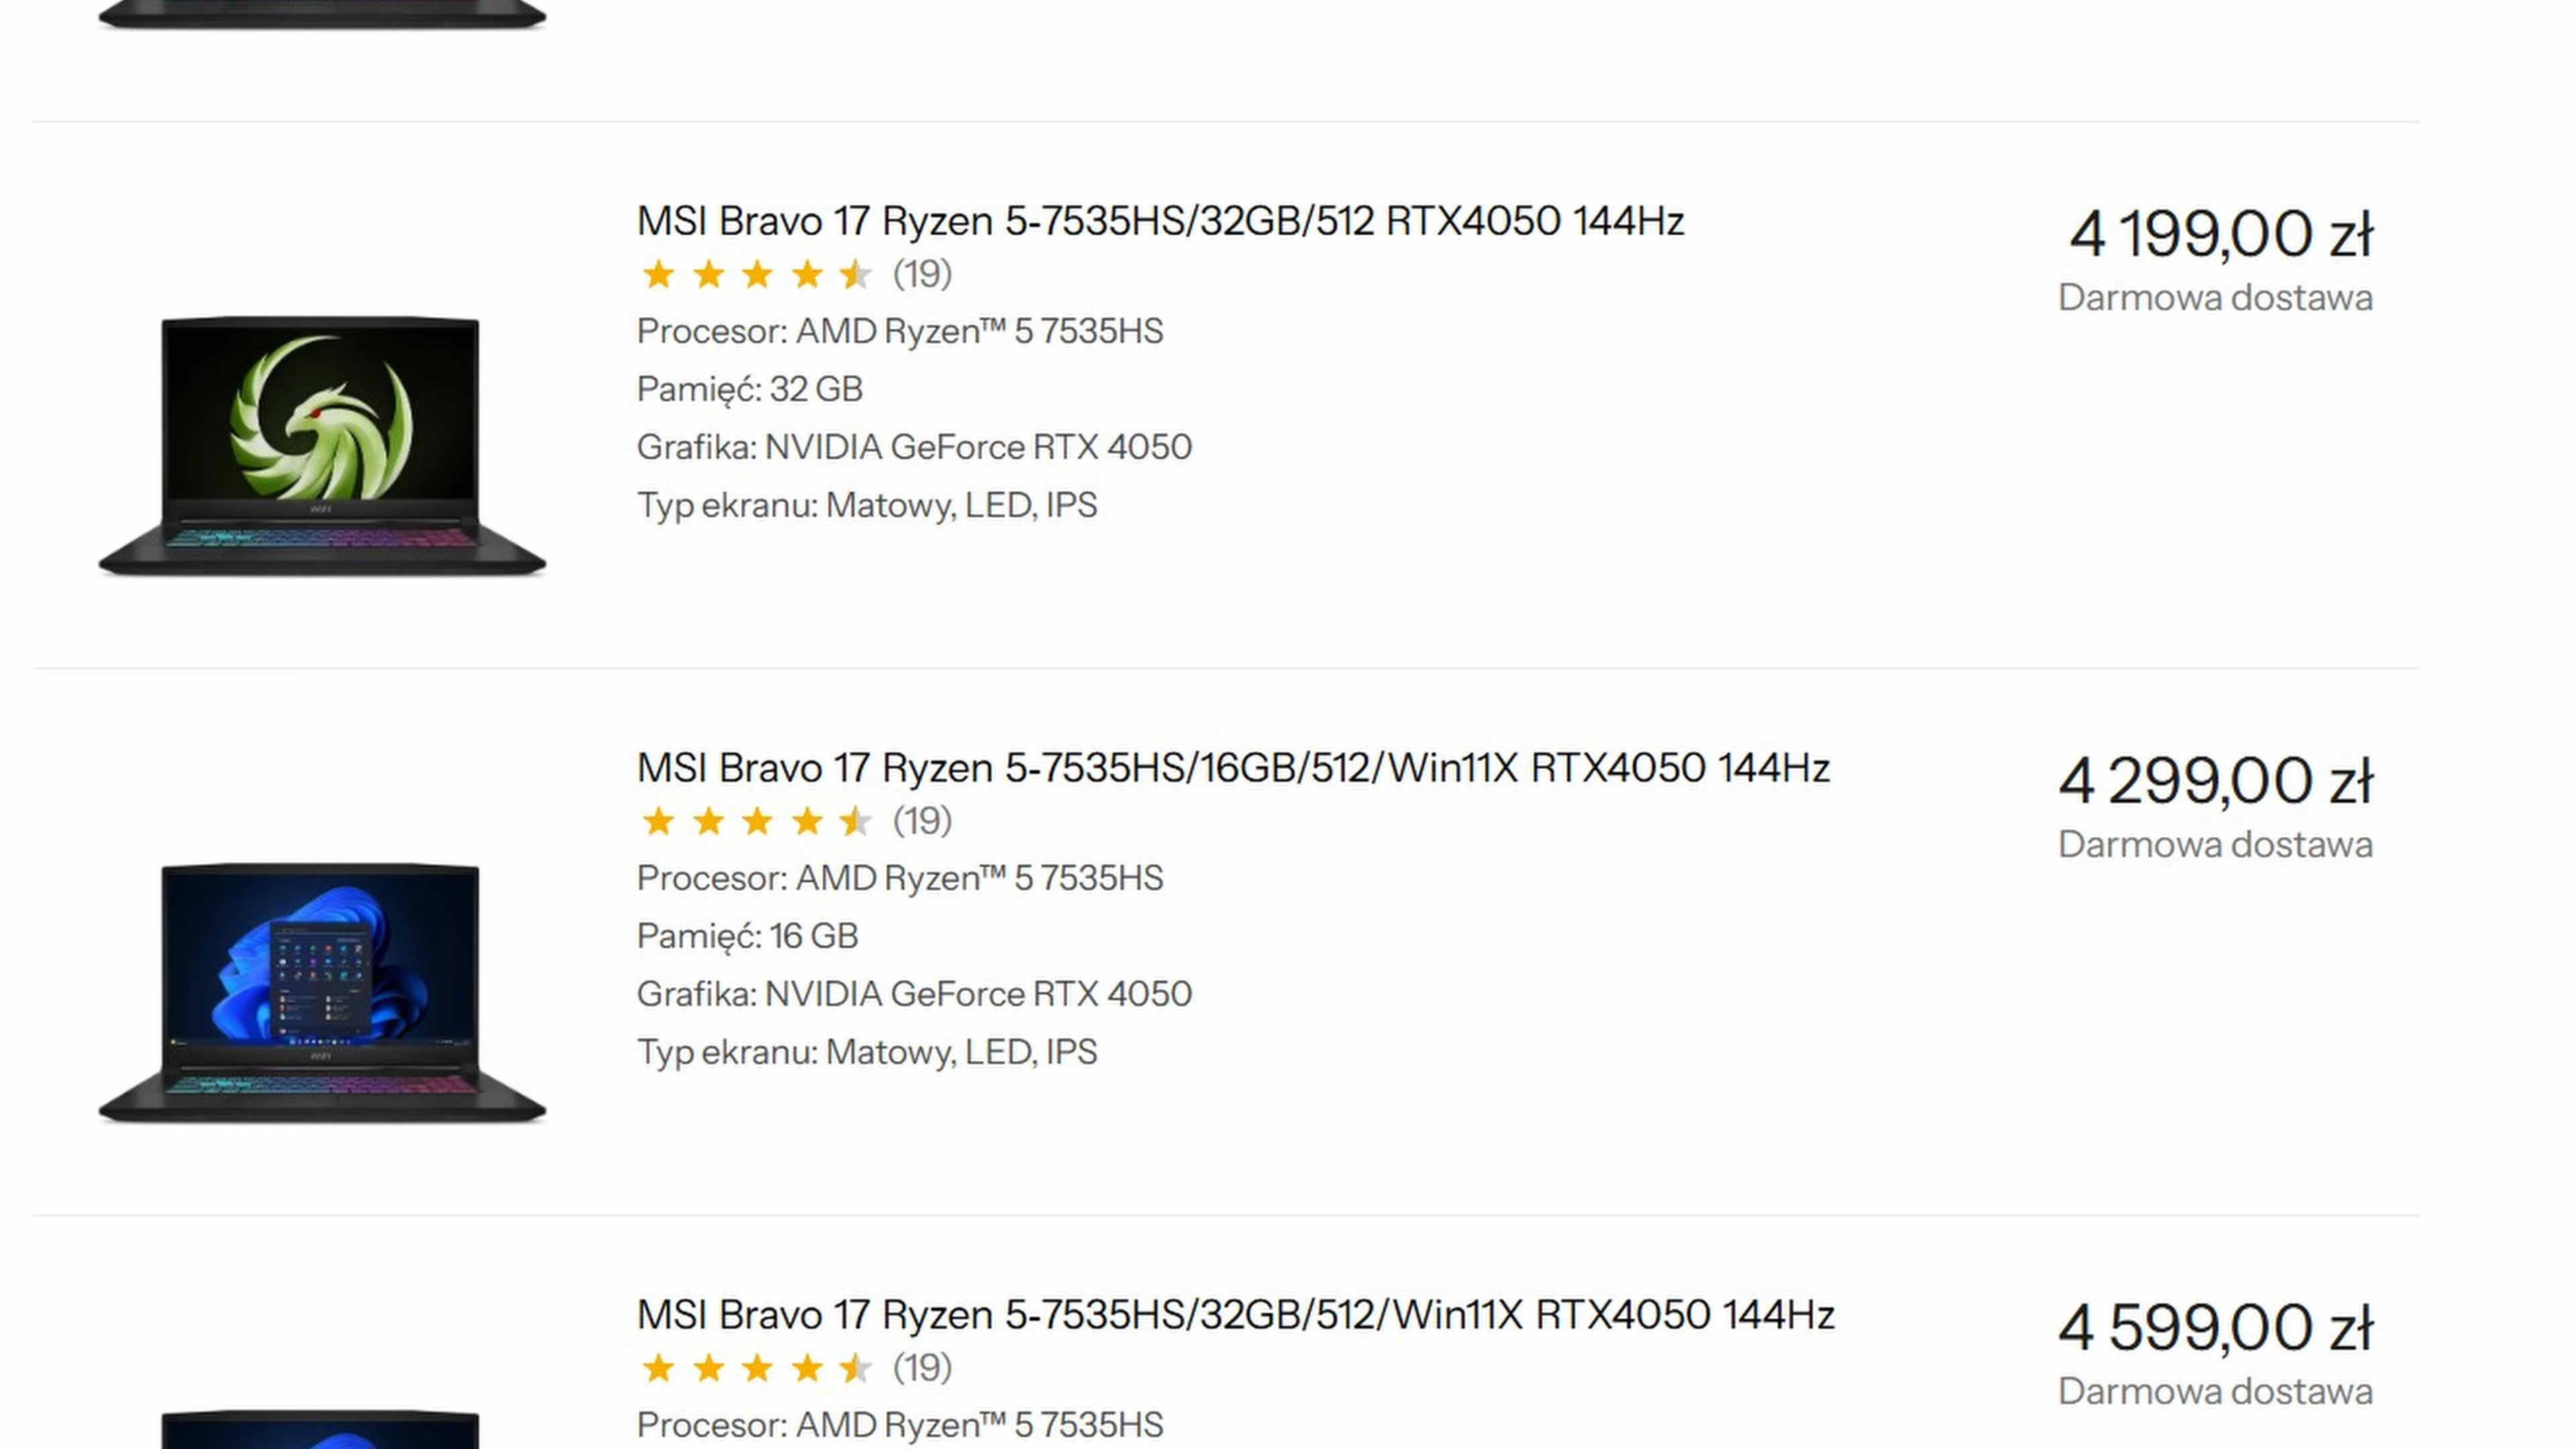 MSI Bravo 17 Ryzen 5-7535HS/32GB/512 RTX4050 144Hz
4 199,00 zł
(19)
Darmowa dostawa
Procesor: AMD Ryzen™ 5 7535HS
Pamięć: 32 GB
Grafika: NVIDIA GeForce RTX 4050
Typ ekranu: Matowy, LED, IPS
MSI Bravo 17 Ryzen 5-7535HS/16GB/512/Win11X RTX4050 144Hz
4 299,00 zł
(19)
Darmowa dostawa
Procesor: AMD Ryzen™ 5 7535HS
Pamięć: 16 GB
Grafika: NVIDIA GeForce RTX 4050
Typ ekranu: Matowy, LED, IPS
MSI Bravo 17 Ryzen 5-7535HS/32GB/512/Win11X RTX4050 144Hz
4 599,00 zł
(19)
Darmowa dostawa
Procesor: AMD Ryzen™ 5 7535HS